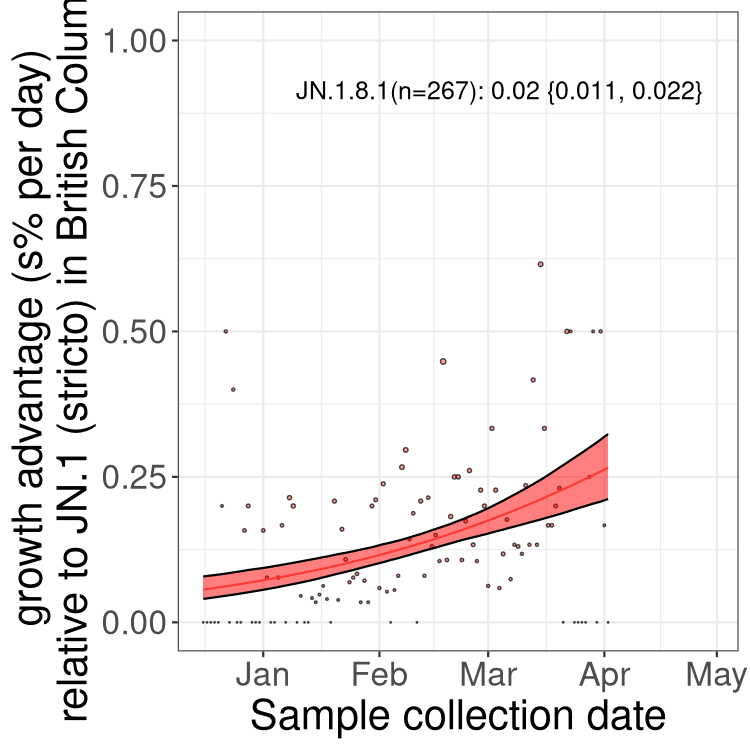 growth advantage (s% per day)
relative to JN.1 (stricto) in British Colum
1.00
0.75
0.50
0.25
0.00
JN.1.8.1(n=267): 0.02 {0.011, 0.022}
Jan Feb Mar Apr May
Sample collection date